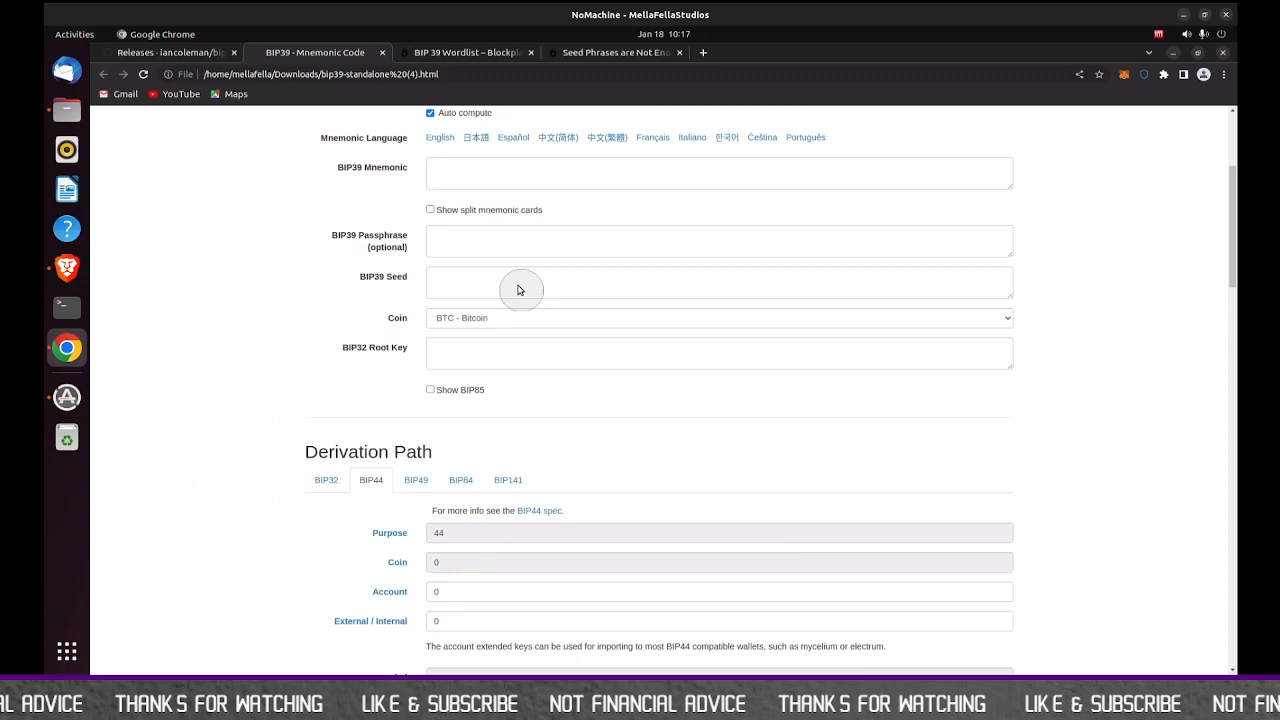 NoMachine - MellaFellaStudios
Activities Google Chrome Jan 18 10:17
Releases · iancoleman/bip BIP39 - Mnemonic Code BIP 39 Wordlist – Blockpla Seed Phrases are Not Eno
File /home/mellafella/Downloads/bip39-standalone%20(4).html
Gmail YouTube Maps
Auto compute
Mnemonic Language English 日本語 Español 中文(简体) 中文(繁體) Français Italiano 한국어 Čeština Português
BIP39 Mnemonic
Show split mnemonic cards
BIP39 Passphrase
(optional)
BIP39 Seed
Coin BTC - Bitcoin
BIP32 Root Key
Show BIP85
Derivation Path
BIP32 BIP44 BIP49 BIP84 BIP141
For more info see the BIP44 spec.
Purpose 44
Coin 0
Account 0
External / Internal 0
The account extended keys can be used for importing to most BIP44 compatible wallets, such as mycelium or electrum.
AL ADVICE THANKS FOR WATCHING LIKE & SUBSCRIBE NOT FINANCIAL ADVICE THANKS FOR WATCHING LIKE & SUBSCRIBE NOT FIN